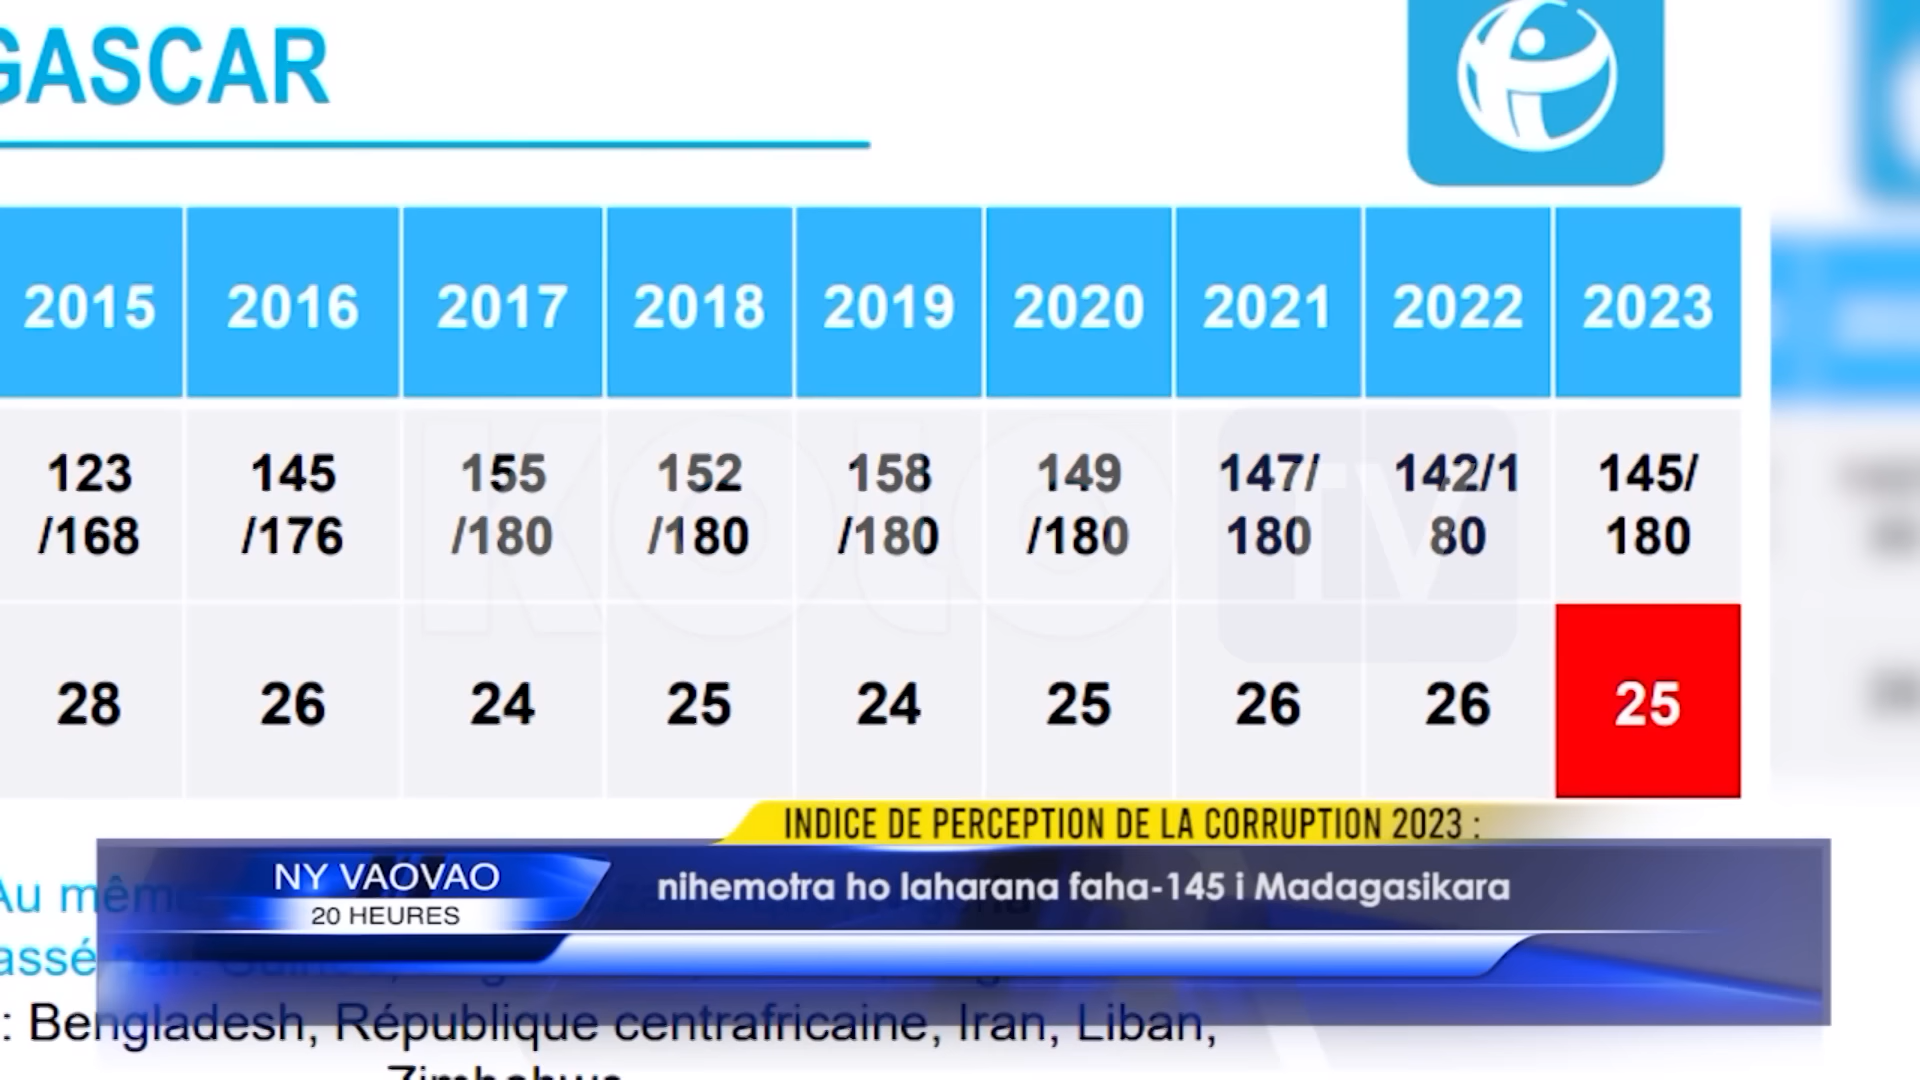 GASCAR
2015 2016 2017 2018 2019 2020 2021 2022 2023
123 145 155 152 158 149 147/ 142/1 145/
/168 /176 /180 /180 /180 /180 180 80 180
KOLO TV
28 26 24 25 24 25 26 26 25
INDICE DE PERCEPTION DE LA CORRUPTION 2023 :
NY VAOVAO
nihemotra ho laharana faha-145 i Madagasikara
20 HEURES
Au même
: Bengladesh, République centrafricaine, Iran, Liban,